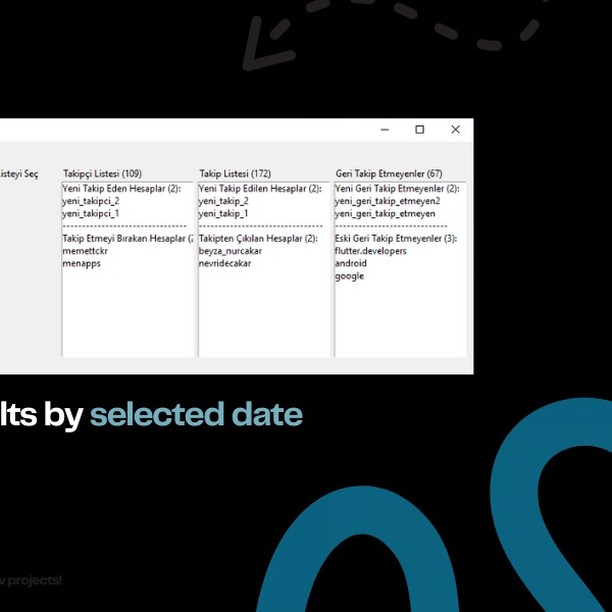 isteyi Seç
Takipçi Listesi (109)
Yeni Takip Eden Hesaplar (2):
yeni_takipci_2
yeni_takipci_1
--------------------------------
Takip Etmeyi Bırakan Hesaplar (2
memettckr
menapps
Takip Listesi (172)
Yeni Takip Edilen Hesaplar (2):
yeni_takip_2
yeni_takip_1
--------------------------------
Takipten Çıkılan Hesaplar (2):
beyza_nurcakar
nevridecakar
Geri Takip Etmeyenler (67)
Yeni Geri Takip Etmeyenler (2):
yeni_geri_takip_etmeyen2
yeni_geri_takip_etmeyen
-----------------------------
Eski Geri Takip Etmeyenler (3):
flutter.developers
android
google
lts by selected date
projects!